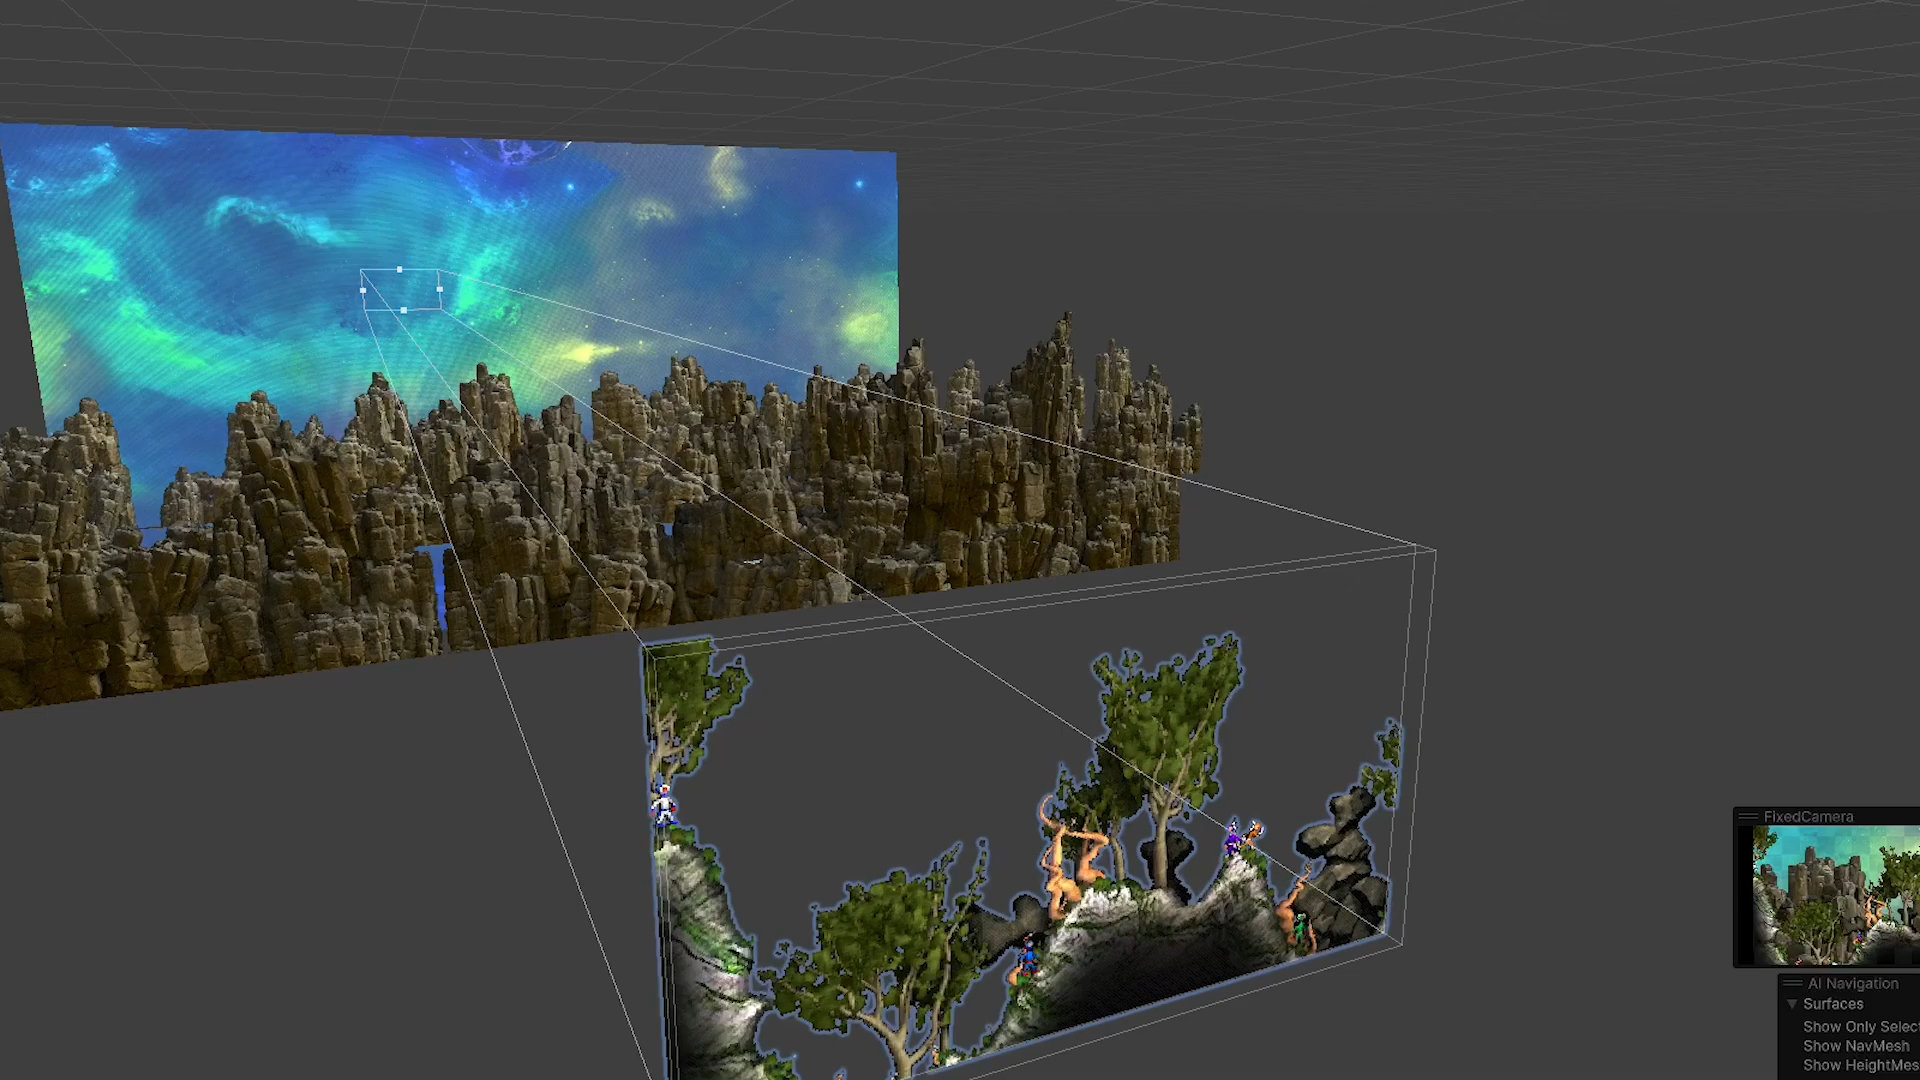 FixedCamera
AI Navigation
Surfaces
Show Only Selec
Show NavMesh
Show HeightMes